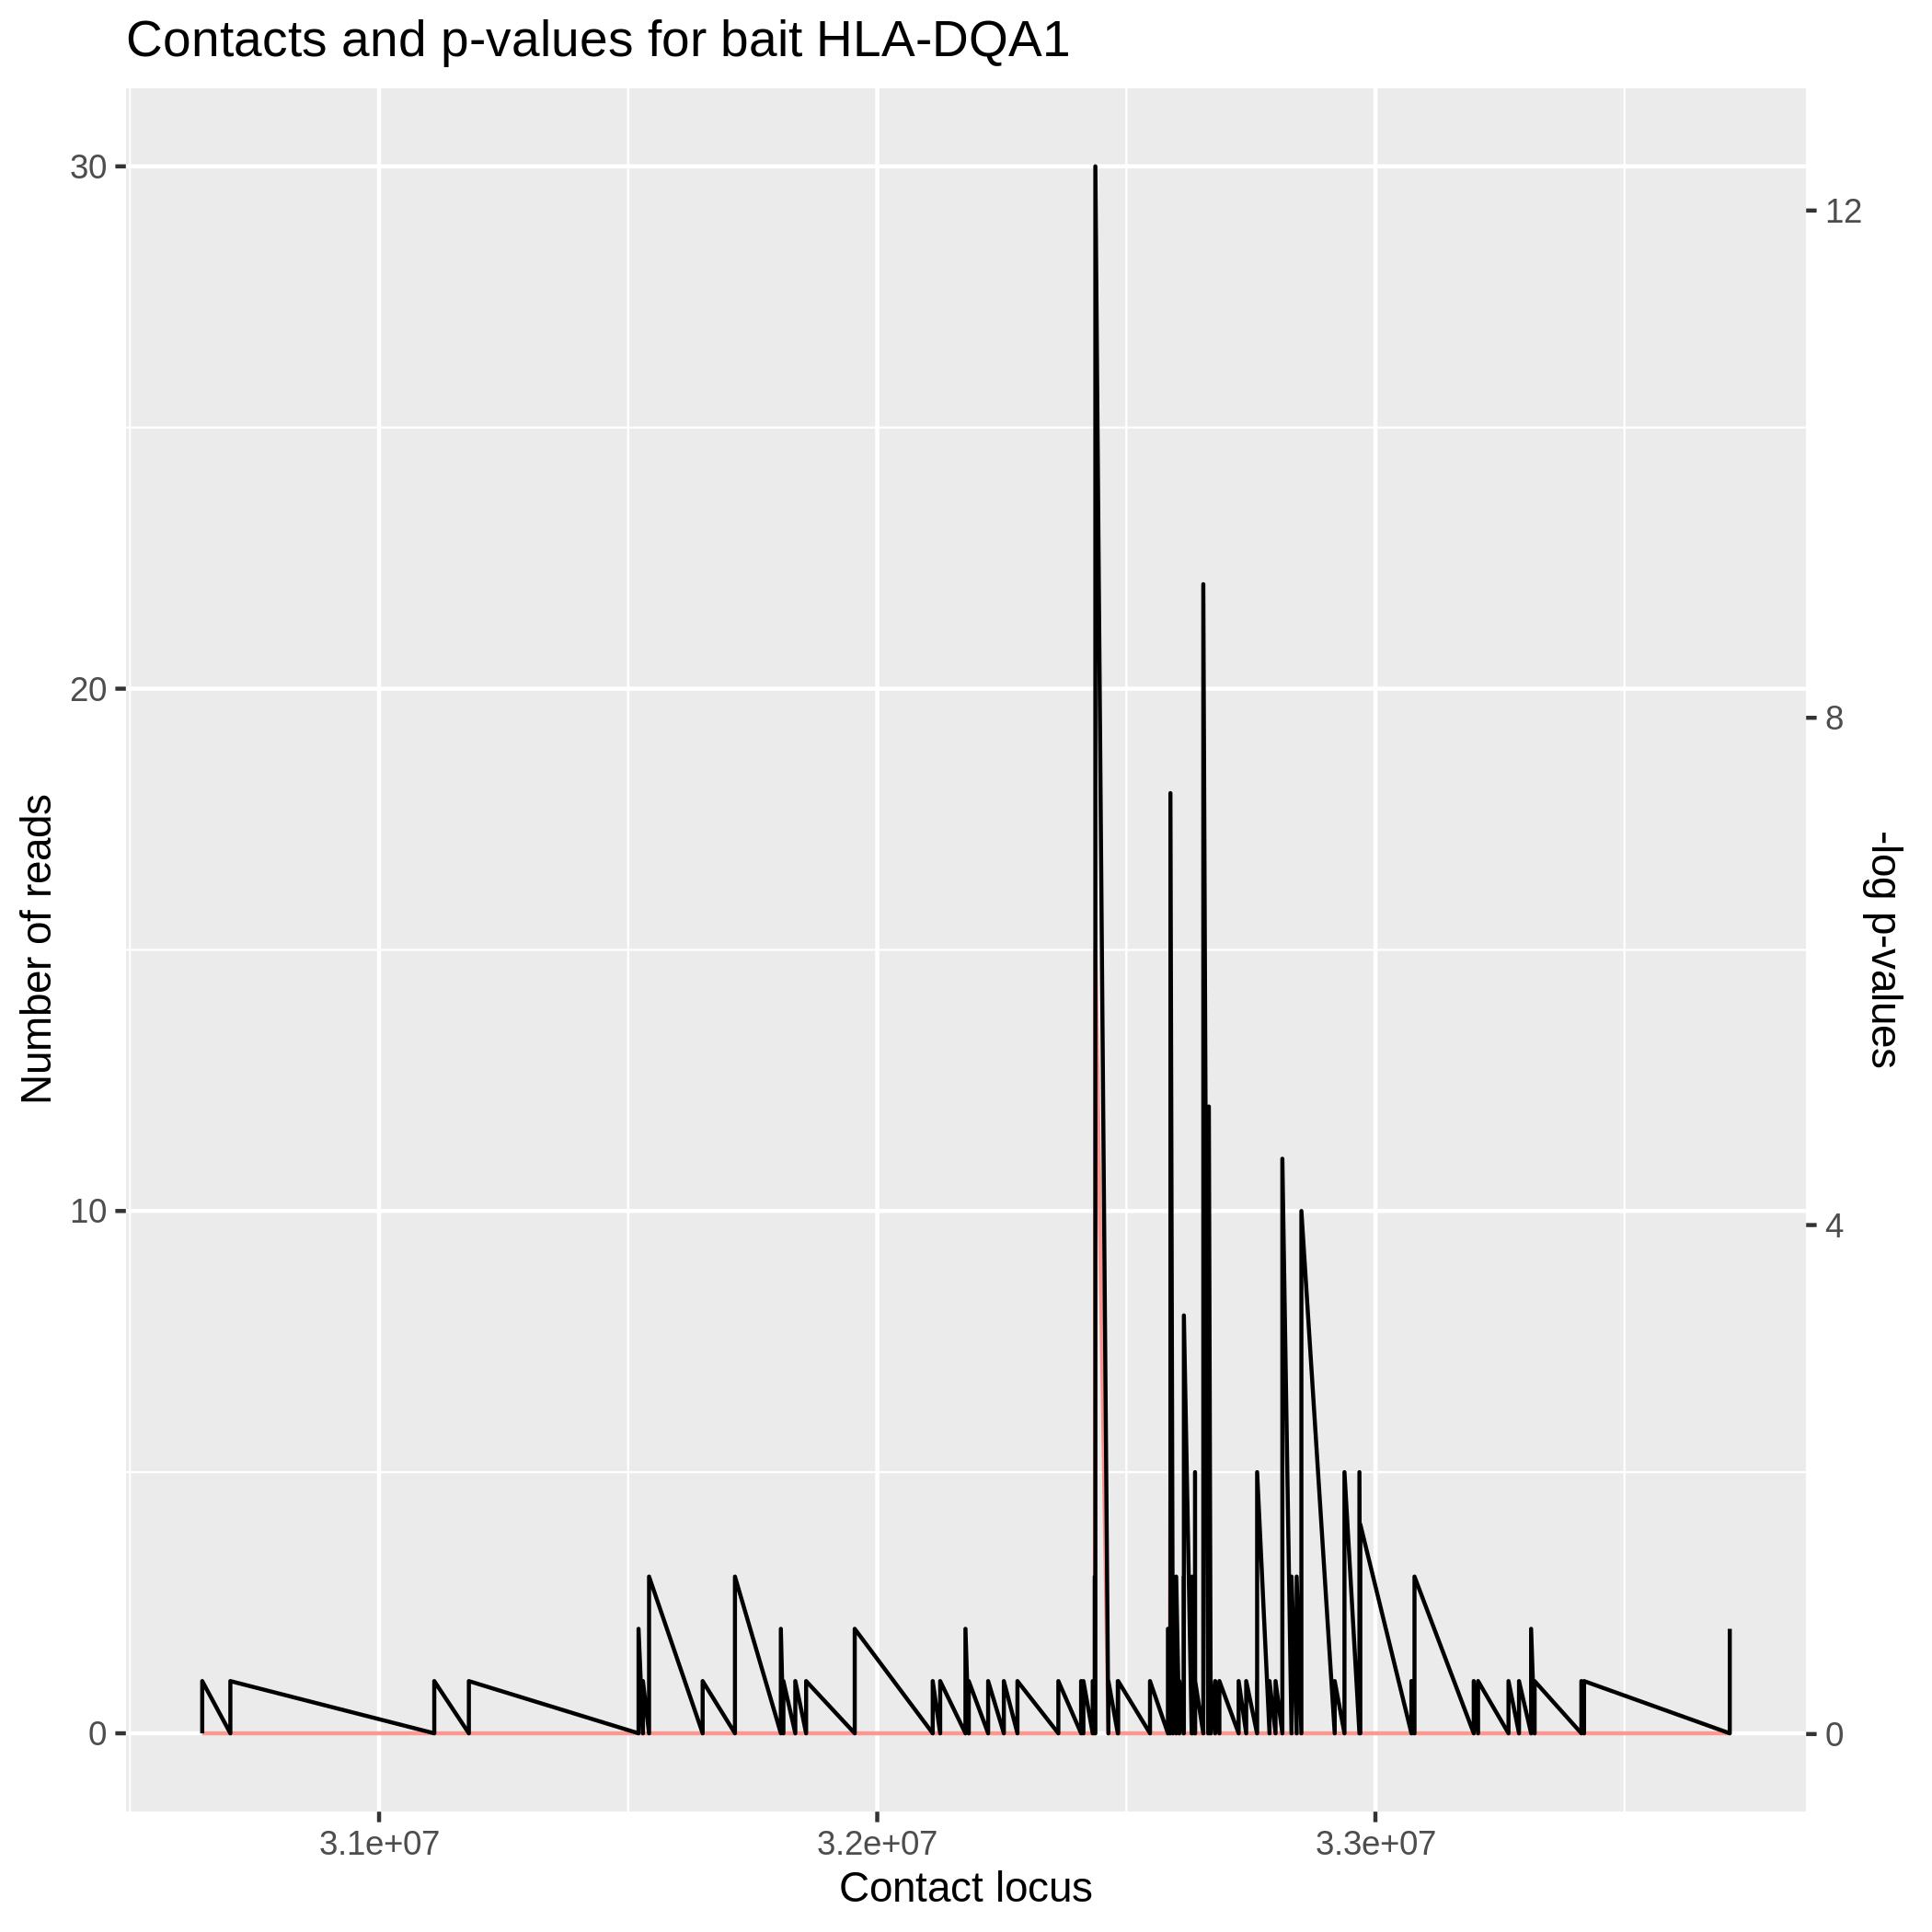 Contacts and p-values for bait HLA-DQA1
30
20
10
0
12
8
4
0
Number of reads
-log p-values
3.1e+07
3.2e+07
3.3e+07
Contact locus